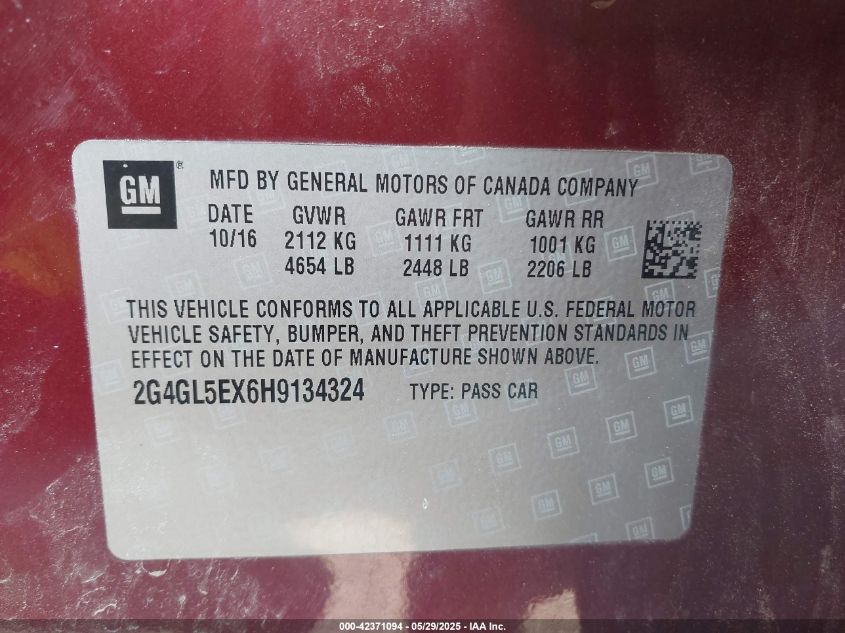 GM ® MFD BY GENERAL MOTORS OF CANADA COMPANY
DATE GVWR GAWR FRT GAWR RR
10/16 2112 KG 1111 KG 1001 KG
4654 LB 2448 LB 2206 LB
THIS VEHICLE CONFORMS TO ALL APPLICABLE U.S. FEDERAL MOTOR
VEHICLE SAFETY, BUMPER, AND THEFT PREVENTION STANDARDS IN
EFFECT ON THE DATE OF MANUFACTURE SHOWN ABOVE.
2G4GL5EX6H9134324 TYPE: PASS CAR
000-42371094 - 05/29/2025 - IAA Inc.